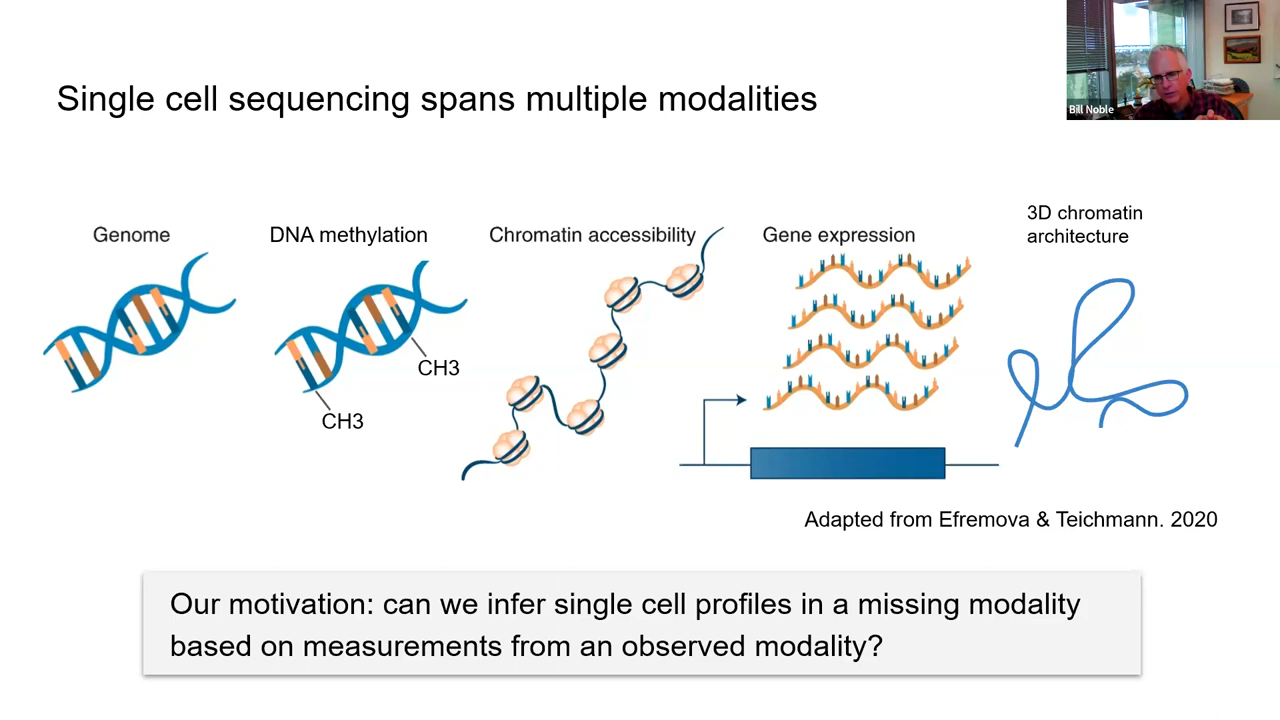 Bill Noble
Single cell sequencing spans multiple modalities
Genome
DNA methylation
Chromatin accessibility
Gene expression
3D chromatin
architecture
CH3
CH3
Adapted from Efremova & Teichmann. 2020
Our motivation: can we infer single cell profiles in a missing modality
based on measurements from an observed modality?